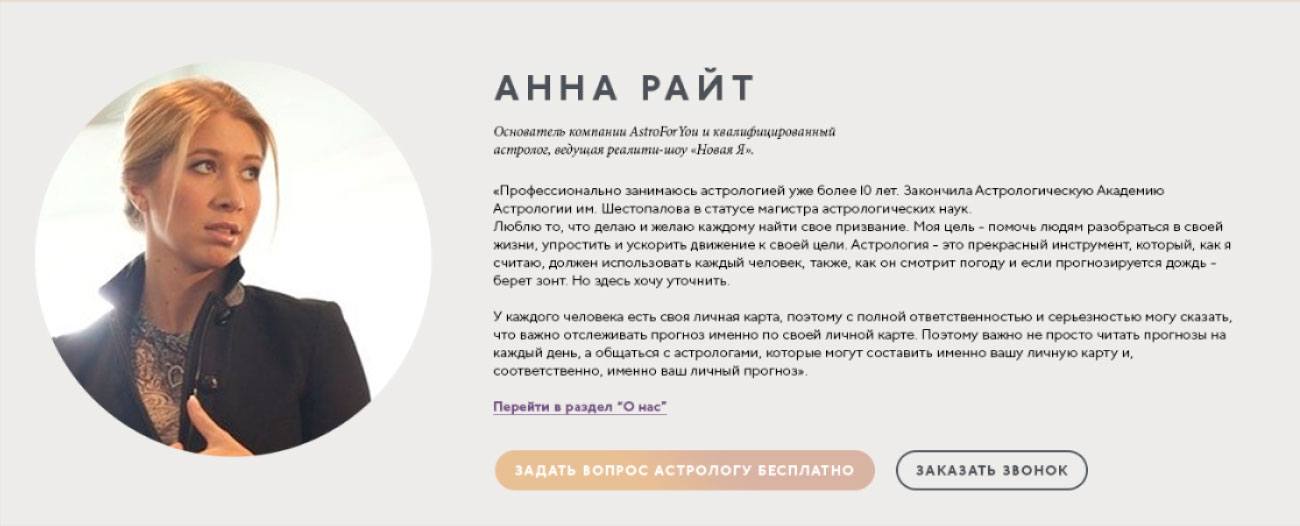 АННА РАЙТ
Основатель компании AstroForYou и квалифицированный
астролог, ведущая реалити-шоу «Новая Я».
«Профессионально занимаюсь астрологией уже более 10 лет. Закончила Астрологическую Академию
Астрологии им. Шестопалова в статусе магистра астрологических наук.
Люблю то, что делаю и желаю каждому найти свое призвание. Моя цель – помочь людям разобраться в своей
жизни, упростить и ускорить движение к своей цели. Астрология – это прекрасный инструмент, который, как я
считаю, должен использовать каждый человек, также, как он смотрит погоду и если прогнозируется дождь –
берет зонт. Но здесь хочу уточнить.
У каждого человека есть своя личная карта, поэтому с полной ответственностью и серьезностью могу сказать,
что важно отслеживать прогноз именно по своей личной карте. Поэтому важно не просто читать прогнозы на
каждый день, а общаться с астрологами, которые могут составить именно вашу личную карту и,
соответственно, именно ваш личный прогноз».
Перейти в раздел “О нас”
ЗАДАТЬ ВОПРОС АСТРОЛОГУ БЕСПЛАТНО
ЗАКАЗАТЬ ЗВОНОК